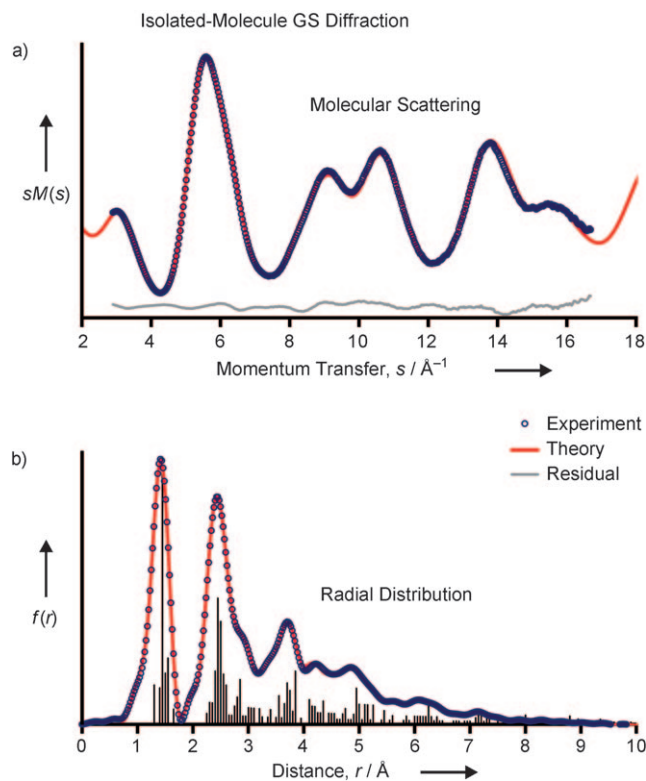 Isolated-Molecule GS Diffraction
a)
Molecular Scattering
sM(s)
2 4 6 8 10 12 14 16 18
Momentum Transfer, s / Å⁻¹
Experiment
Theory
Residual
b)
Radial Distribution
f(r)
0 1 2 3 4 5 6 7 8 9 10
Distance, r / Å